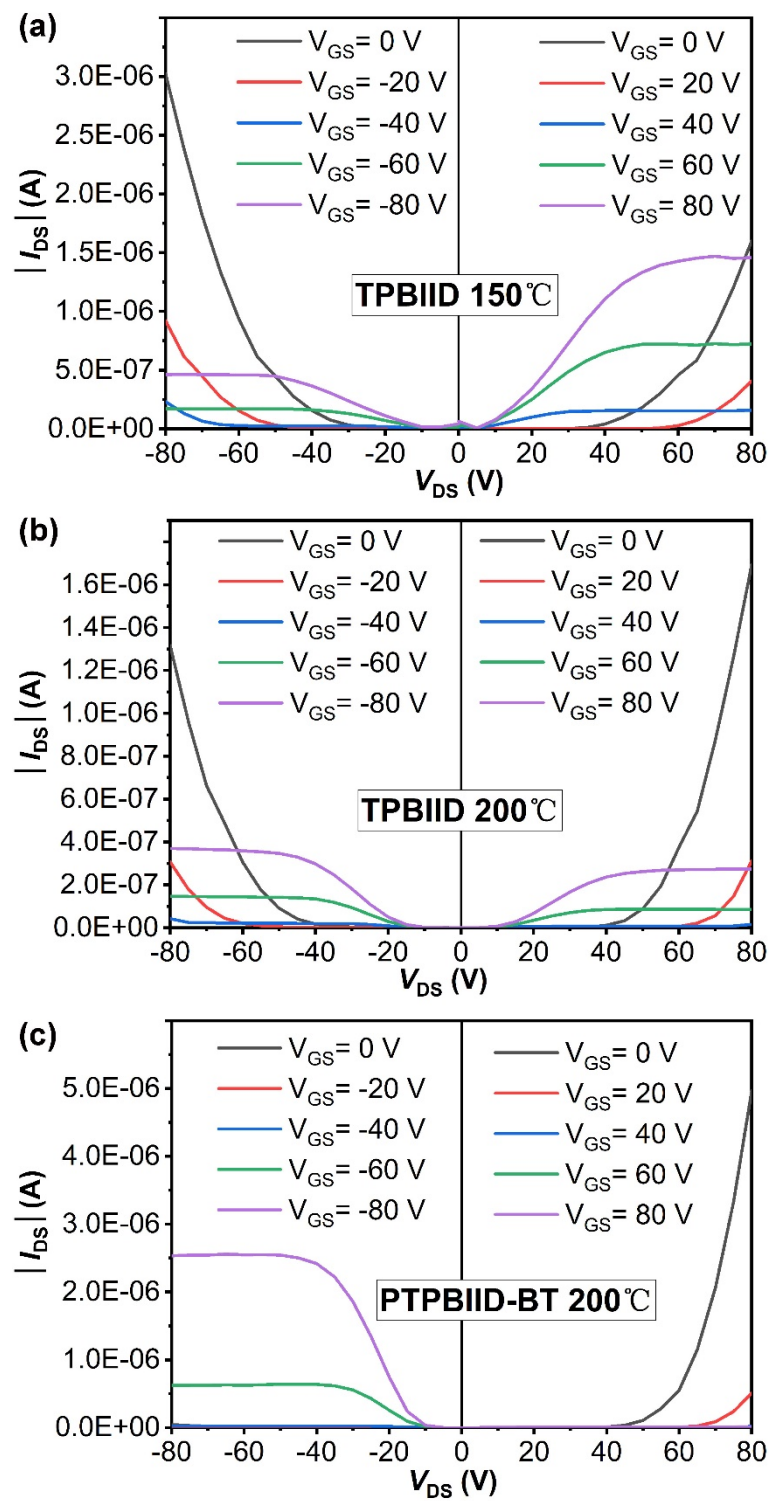 (a)
V_GS= 0 V V_GS= 0 V
3.0E-06
V_GS= -20 V V_GS= 20 V
2.5E-06
V_GS= -40 V V_GS= 40 V
V_GS= -60 V V_GS= 60 V
2.0E-06
V_GS= -80 V V_GS= 80 V
1.5E-06
TPBIID 150℃
1.0E-06
5.0E-07
0.0E+00
| I_DS | (A)
-80 -60 -40 -20 0 20 40 60 80
V_DS (V)
(b)
V_GS= 0 V V_GS= 0 V
1.6E-06
V_GS= -20 V V_GS= 20 V
1.4E-06
V_GS= -40 V V_GS= 40 V
1.2E-06
V_GS= -60 V V_GS= 60 V
1.0E-06
V_GS= -80 V V_GS= 80 V
8.0E-07
6.0E-07
TPBIID 200℃
4.0E-07
2.0E-07
0.0E+00
| I_DS | (A)
-80 -60 -40 -20 0 20 40 60 80
V_DS (V)
(c)
V_GS= 0 V V_GS= 0 V
5.0E-06
V_GS= -20 V V_GS= 20 V
4.0E-06
V_GS= -40 V V_GS= 40 V
V_GS= -60 V V_GS= 60 V
3.0E-06
V_GS= -80 V V_GS= 80 V
2.0E-06
PTPBIID-BT 200℃
1.0E-06
0.0E+00
| I_DS | (A)
-80 -60 -40 -20 0 20 40 60 80
V_DS (V)